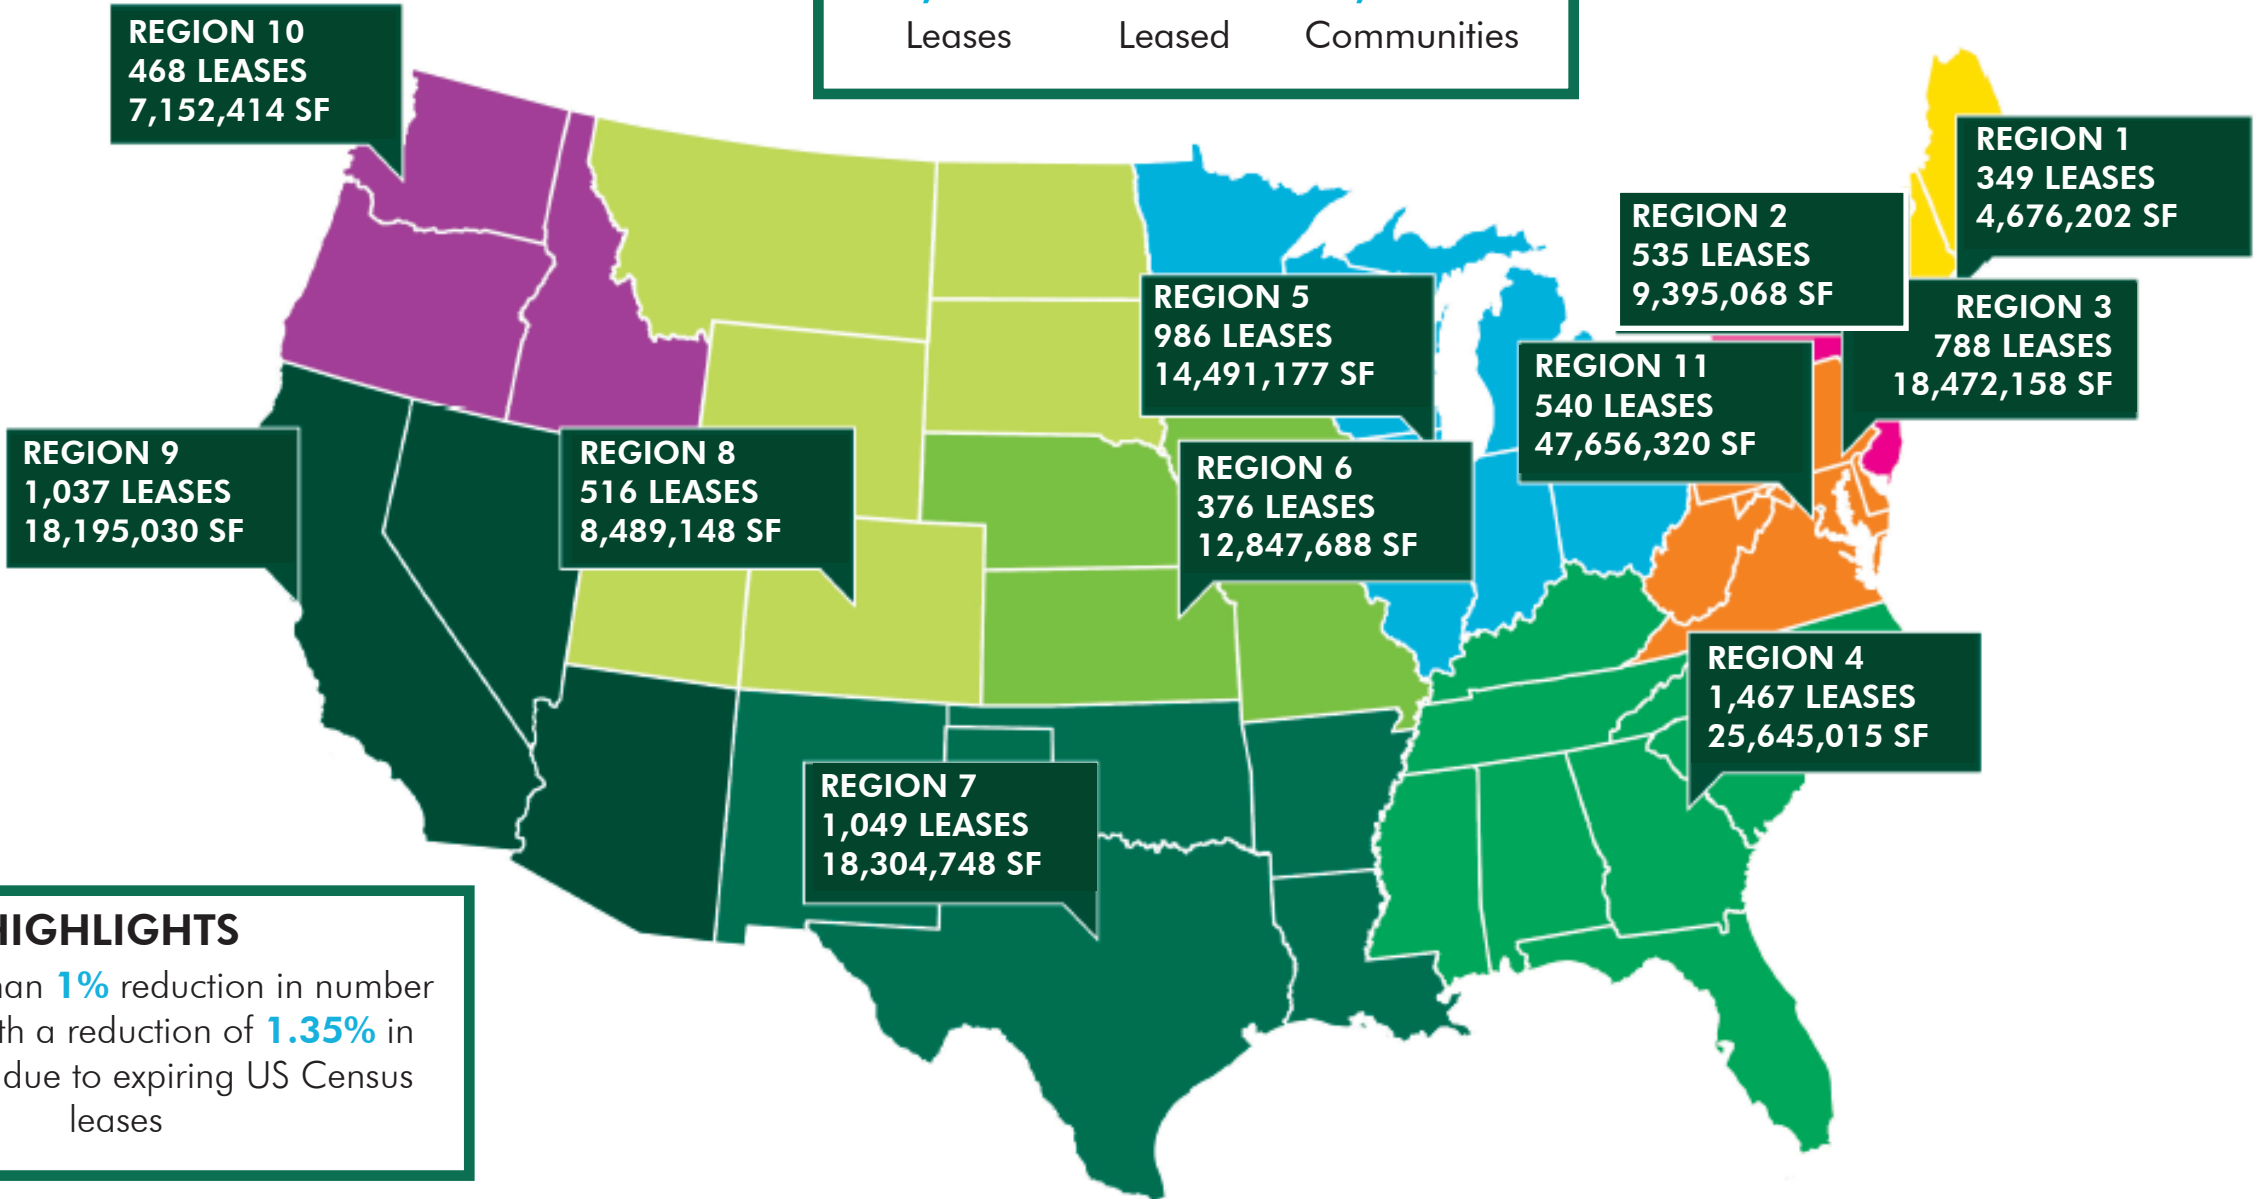 Leases Leased Communities
REGION 10
468 LEASES
7,152,414 SF
REGION 1
349 LEASES
4,676,202 SF
REGION 2
535 LEASES
9,395,068 SF
REGION 3
788 LEASES
18,472,158 SF
REGION 5
986 LEASES
14,491,177 SF
REGION 11
540 LEASES
47,656,320 SF
REGION 9
1,037 LEASES
18,195,030 SF
REGION 8
516 LEASES
8,489,148 SF
REGION 6
376 LEASES
12,847,688 SF
REGION 4
1,467 LEASES
25,645,015 SF
REGION 7
1,049 LEASES
18,304,748 SF
HIGHLIGHTS
1% reduction in number
a reduction of 1.35% in
due to expiring US Census
leases